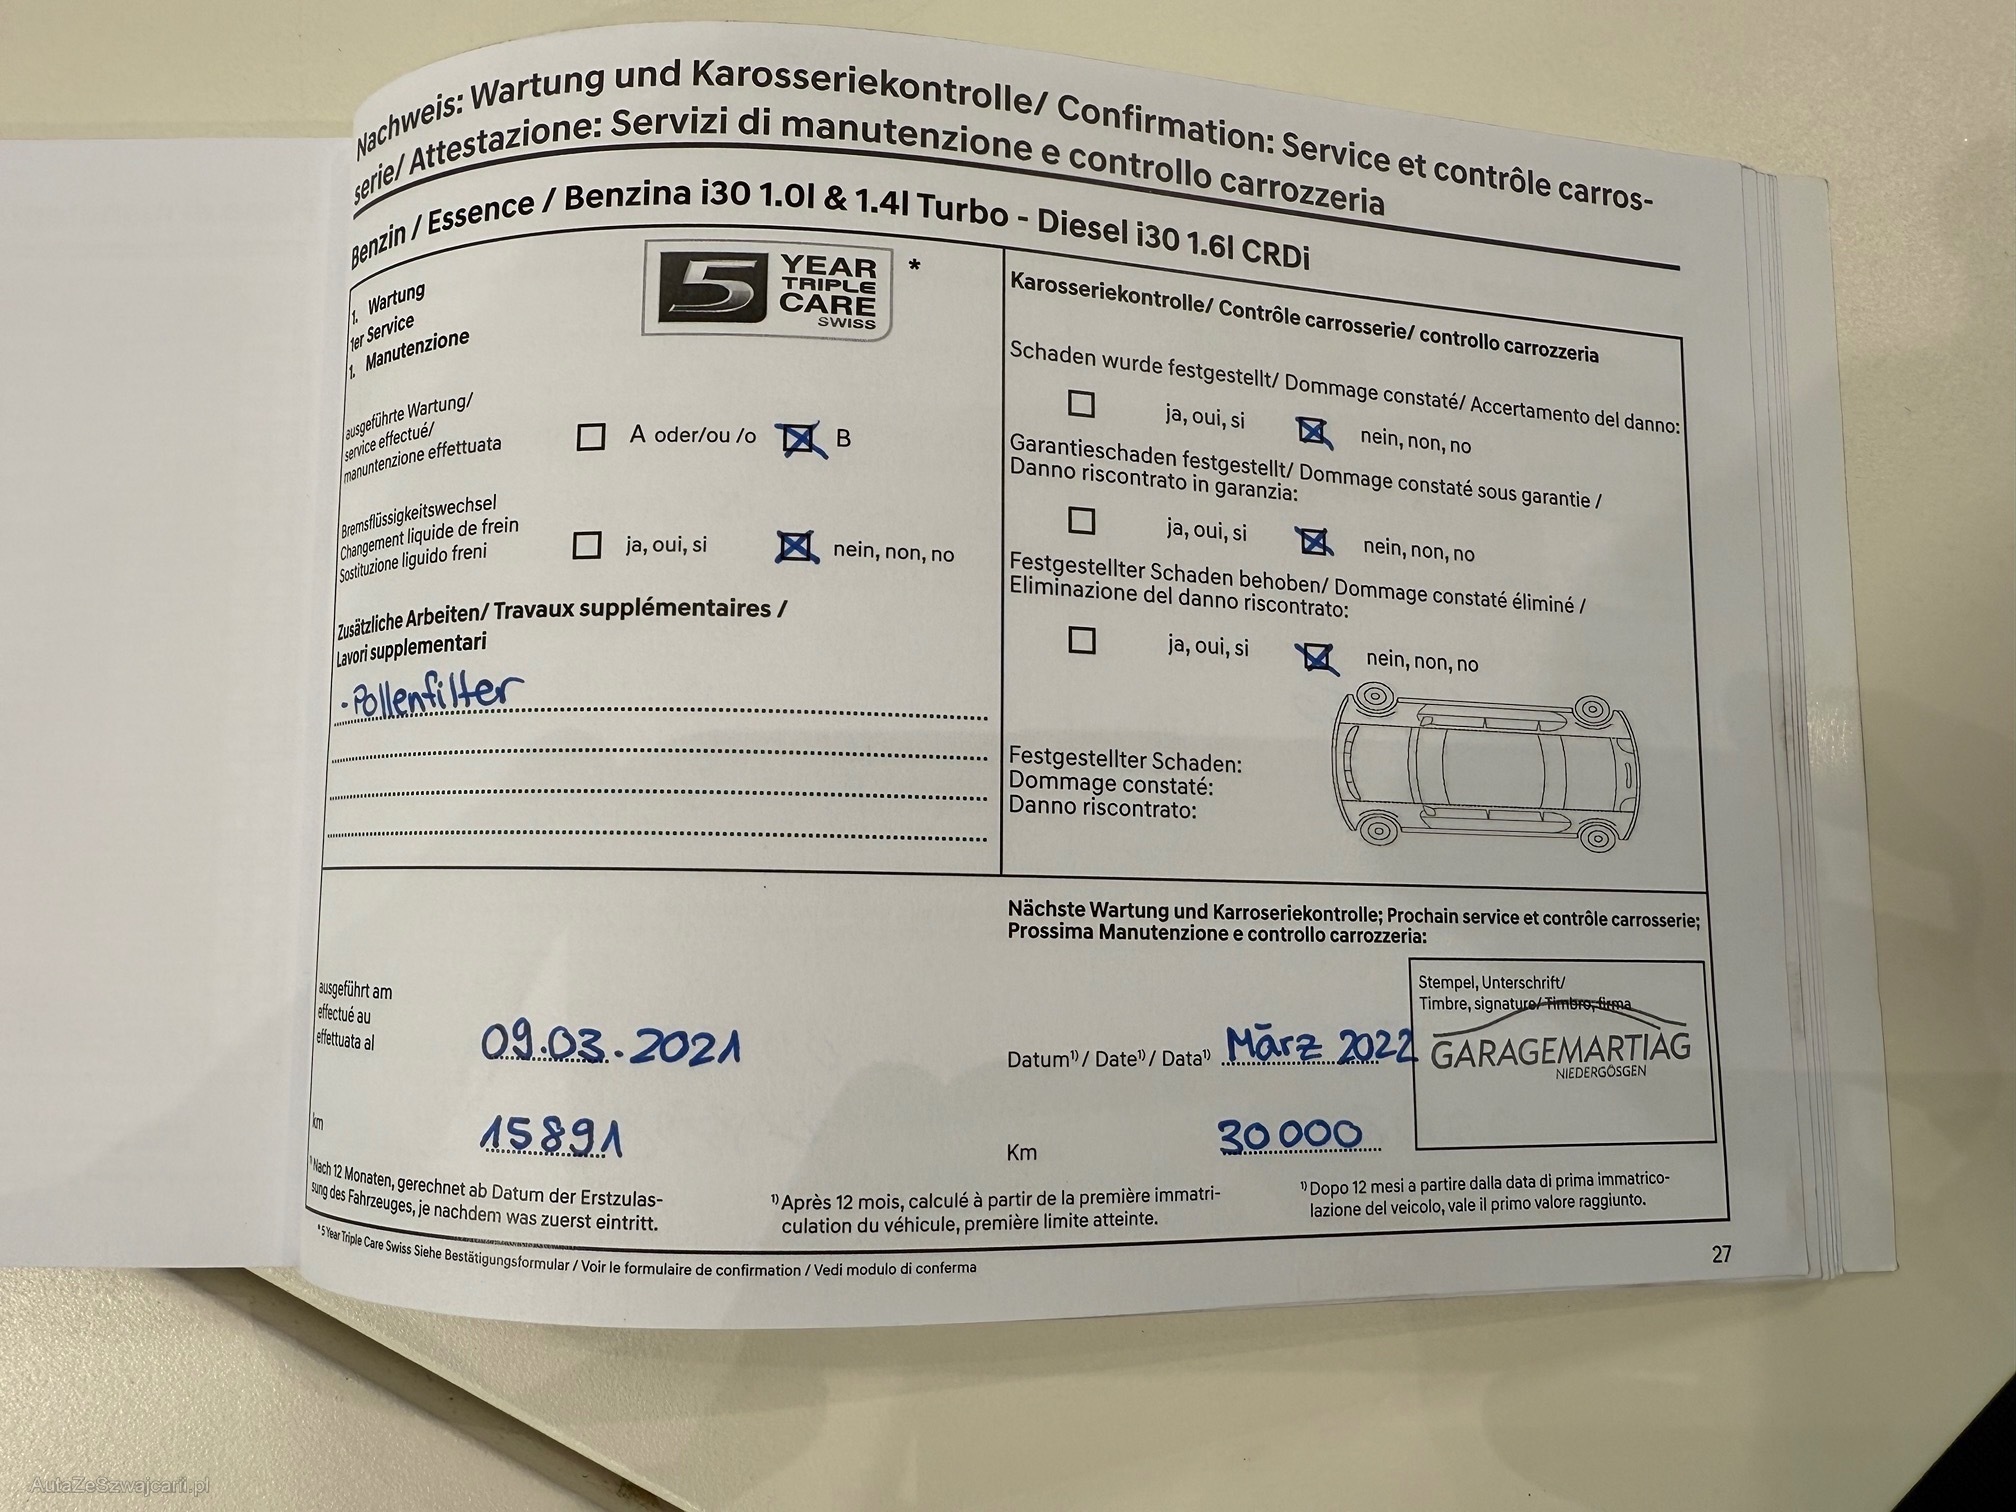 Nachweis: Wartung und Karosseriekontrolle/ Confirmation: Service et contrôle carros-
serie/ Attestazione: Servizi di manutenzione e controllo carrozzeria
Benzin / Essence / Benzina i30 1.0l & 1.4l Turbo - Diesel i30 1.6l CRDi
1. Wartung
1er Service
1. Manutenzione
5 YEAR
TRIPLE
CARE
SWISS
*
ausgeführte Wartung/
service effectué/
manuntenzione effettuata
A oder/ou /o
B
Bremsflüssigkeitswechsel
Changement liquide de frein
Sostituzione liguido freni
ja, oui, si
nein, non, no
Zusätzliche Arbeiten/ Travaux supplémentaires /
Lavori supplementari
- Pollenfilter
Karosseriekontrolle/ Contrôle carrosserie/ controllo carrozzeria
Schaden wurde festgestellt/ Dommage constaté/ Accertamento del danno:
ja, oui, si
nein, non, no
Garantieschaden festgestellt/ Dommage constaté sous garantie /
Danno riscontrato in garanzia:
ja, oui, si
nein, non, no
Festgestellter Schaden behoben/ Dommage constaté éliminé /
Eliminazione del danno riscontrato:
ja, oui, si
nein, non, no
Festgestellter Schaden:
Dommage constaté:
Danno riscontrato:
ausgeführt am
effectué au
effettuata al
09.03.2021
km
15891
Nächste Wartung und Karroseriekontrolle; Prochain service et contrôle carrosserie;
Prossima Manutenzione e controllo carrozzeria:
Datum¹⁾ / Date¹⁾ / Data¹⁾
März 2022
Km
30000
Stempel, Unterschrift/
Timbre, signature/ Timbro, firma
GARAGEMARTIAG
NIEDERGÖSGEN
¹⁾ Nach 12 Monaten, gerechnet ab Datum der Erstzulas-
sung des Fahrzeuges, je nachdem was zuerst eintritt.
¹⁾ Après 12 mois, calculé à partir de la première immatri-
culation du véhicule, première limite atteinte.
¹⁾ Dopo 12 mesi a partire dalla data di prima immatrico-
lazione del veicolo, vale il primo valore raggiunto.
*5 Year Triple Care Swiss Siehe Bestätigungsformular / Voir le formulaire de confirmation / Vedi modulo di conferma
27
AutaZeSzwajcarii.pl